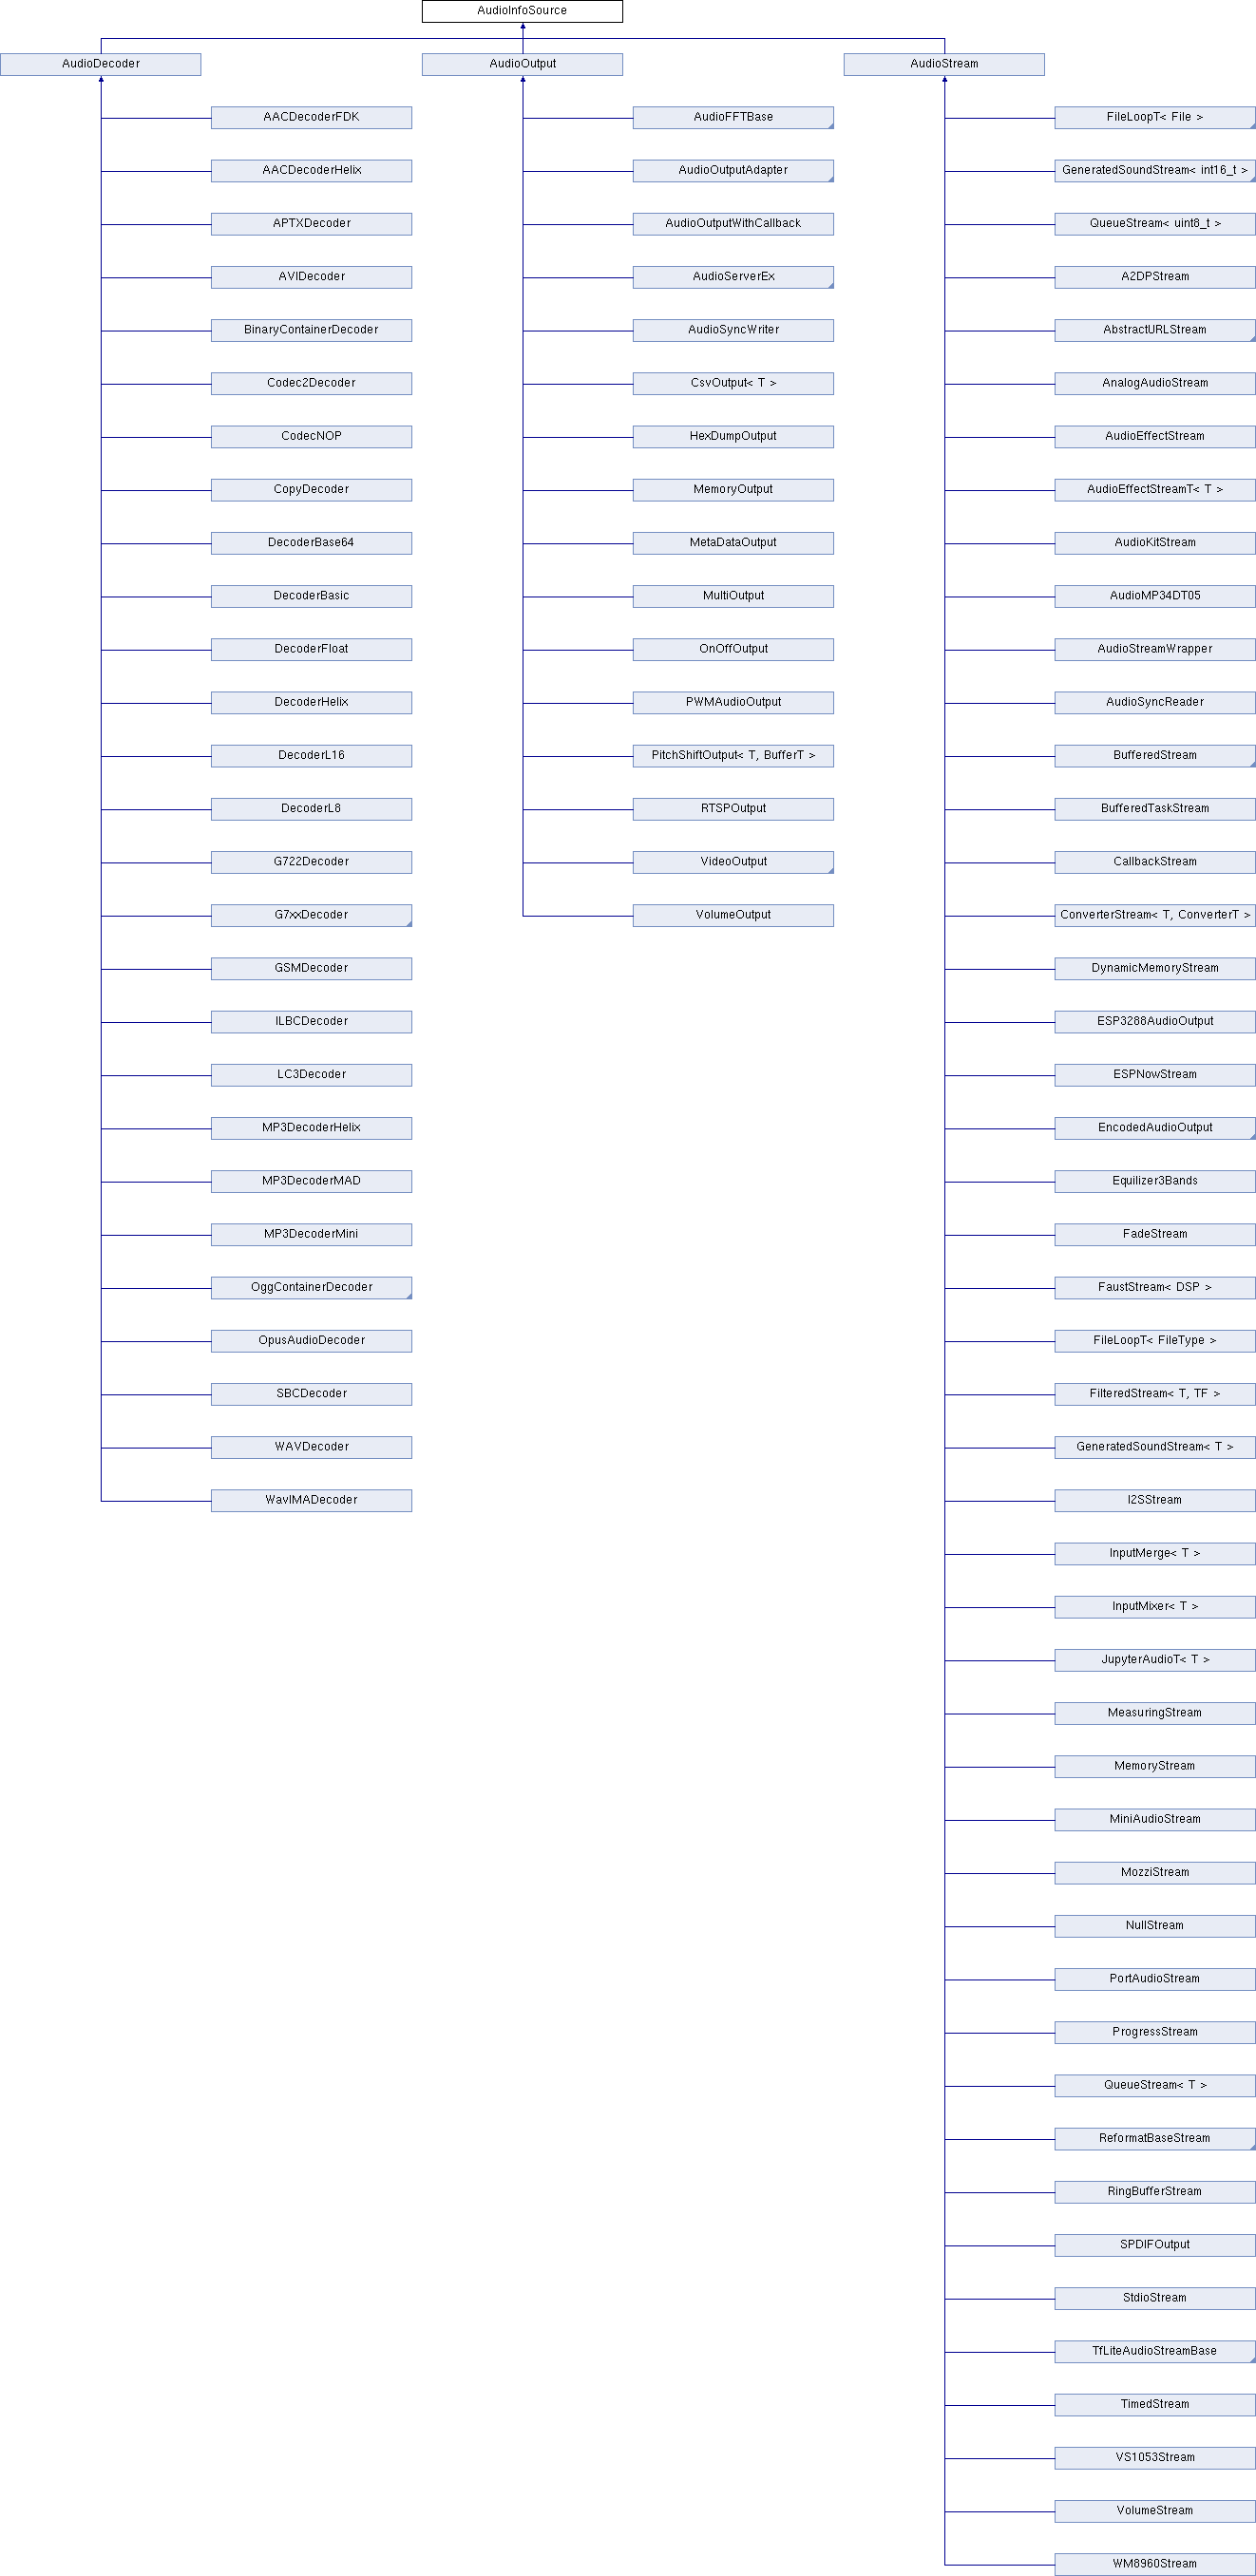 AudioInfoSource
AudioDecoder
AudioOutput
AudioStream
AACDecoderFDK
AACDecoderHelix
APTXDecoder
AVIDecoder
BinaryContainerDecoder
Codec2Decoder
CodecNOP
CopyDecoder
DecoderBase64
DecoderBasic
DecoderFloat
DecoderHelix
DecoderL16
DecoderL8
G722Decoder
G7xxDecoder
GSMDecoder
ILBCDecoder
LC3Decoder
MP3DecoderHelix
MP3DecoderMAD
MP3DecoderMini
OggContainerDecoder
OpusAudioDecoder
SBCDecoder
WAVDecoder
WavIMADecoder
AudioFFTBase
AudioOutputAdapter
AudioOutputWithCallback
AudioServerEx
AudioSyncWriter
CsvOutput< T >
HexDumpOutput
MemoryOutput
MetaDataOutput
MultiOutput
OnOffOutput
PWMAudioOutput
PitchShiftOutput< T, BufferT >
RTSPOutput
VideoOutput
VolumeOutput
FileLoopT< File >
GeneratedSoundStream< int16_t >
QueueStream< uint8_t >
A2DPStream
AbstractURLStream
AnalogAudioStream
AudioEffectStream
AudioEffectStreamT< T >
AudioKitStream
AudioMP34DT05
AudioStreamWrapper
AudioSyncReader
BufferedStream
BufferedTaskStream
CallbackStream
ConverterStream< T, ConverterT >
DynamicMemoryStream
ESP3288AudioOutput
ESPNowStream
EncodedAudioOutput
Equilizer3Bands
FadeStream
FaustStream< DSP >
FileLoopT< FileType >
FilteredStream< T, TF >
GeneratedSoundStream< T >
I2SStream
InputMerge< T >
InputMixer< T >
JupyterAudioT< T >
MeasuringStream
MemoryStream
MiniAudioStream
MozziStream
NullStream
PortAudioStream
ProgressStream
QueueStream< T >
ReformatBaseStream
RingBufferStream
SPDIFOutput
StdioStream
TfLiteAudioStreamBase
TimedStream
VS1053Stream
VolumeStream
WM8960Stream